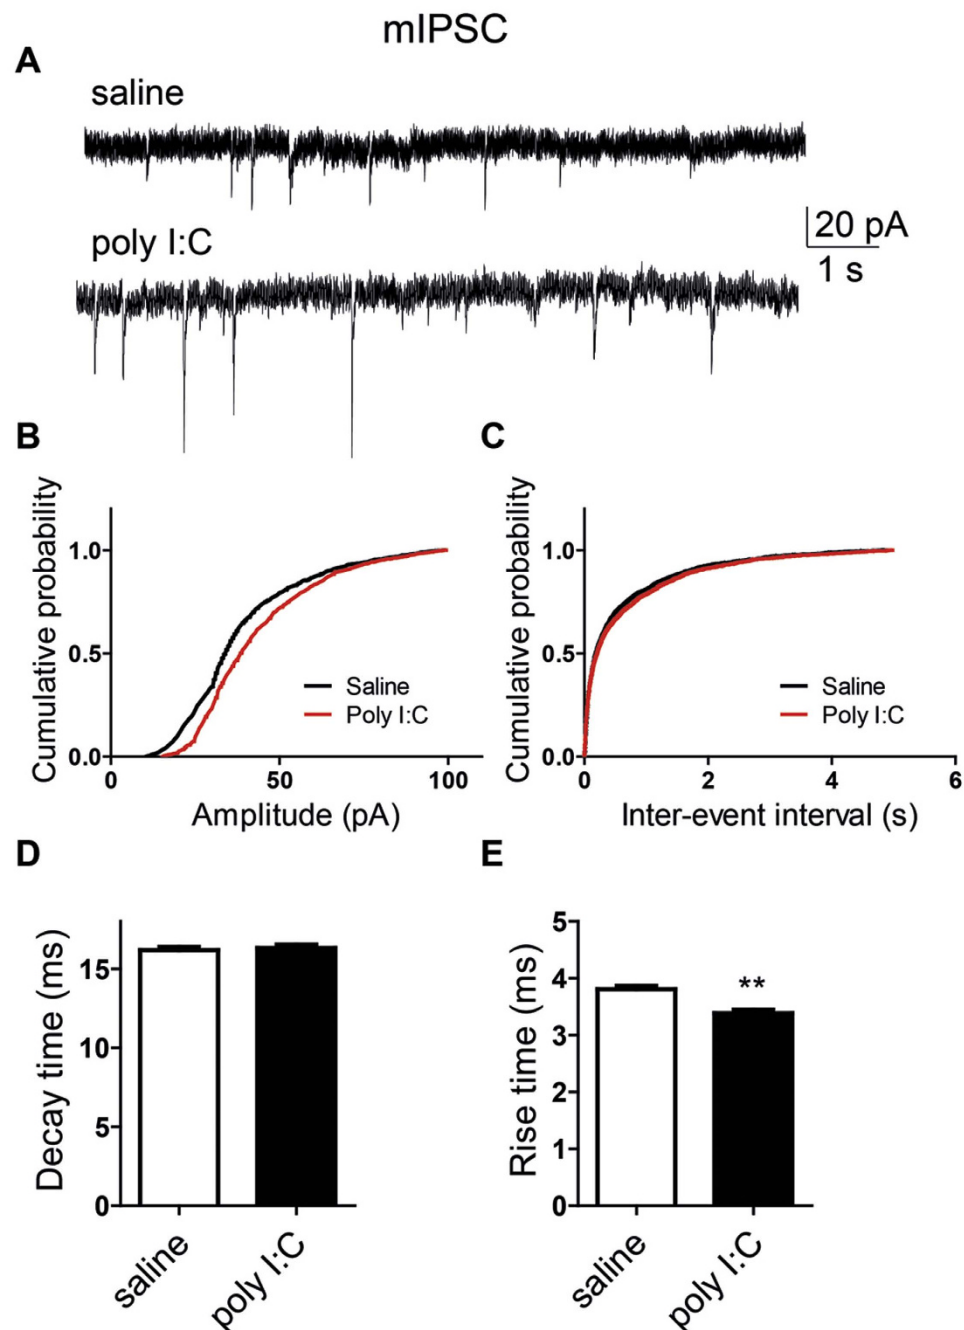 mIPSC
A
saline
poly I:C
20 pA
1 s
B
Cumulative probability
1.0
0.5
0.0
0 50 100
Amplitude (pA)
Saline
Poly I:C
C
Cumulative probability
1.0
0.5
0.0
0 2 4 6
Inter-event interval (s)
Saline
Poly I:C
D
Decay time (ms)
15
10
5
0
saline
poly I:C
E
Rise time (ms)
5
4
3
2
1
0
**
saline
poly I:C